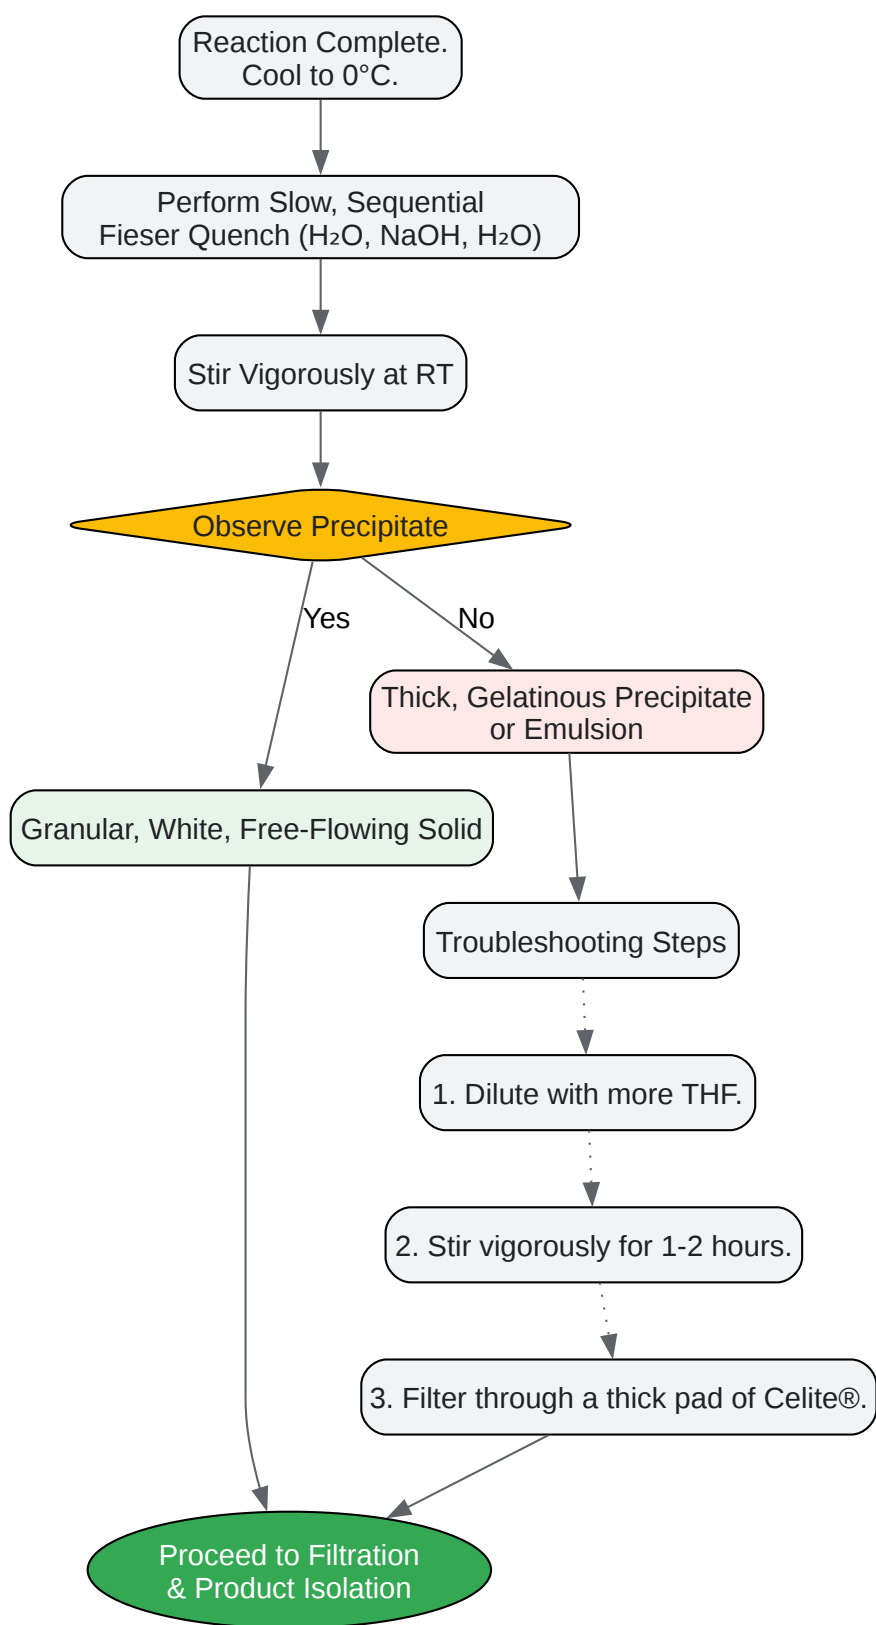 Reaction Complete.
Cool to 0°C.
Perform Slow, Sequential
Fieser Quench (H₂O, NaOH, H₂O)
Stir Vigorously at RT
Observe Precipitate
Yes
No
Thick, Gelatinous Precipitate
or Emulsion
Granular, White, Free-Flowing Solid
Troubleshooting Steps
1. Dilute with more THF.
2. Stir vigorously for 1-2 hours.
3. Filter through a thick pad of Celite®.
Proceed to Filtration
& Product Isolation